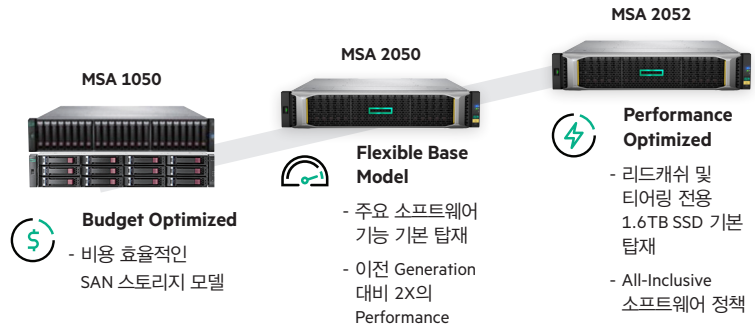 MSA 1050
Budget Optimized
- 비용 효율적인
SAN 스토리지 모델
MSA 2050
Flexible Base
Model
- 주요 소프트웨어
기능 기본 탑재
- 이전 Generation
대비 2X의
Performance
MSA 2052
Performance
Optimized
- 리드캐쉬 및
티어링 전용
1.6TB SSD 기본
탑재
- All-Inclusive
소프트웨어 정책